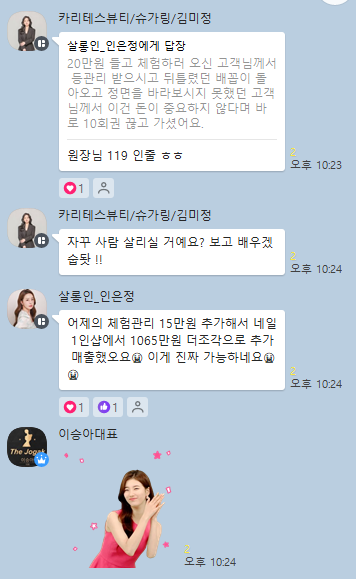 카리테스뷰티/슈가링/김미정
살롱인_인은정에게 답장
20만원 들고 체험하러 오신 고객님께서
등관리 받으시고 뒤틀렸던 배꼽이 돌
아오고 정면을 바라보시지 못했던 고객
님께서 이건 돈이 중요하지 않다며 바
로 10회권 끊고 가셨어요.
원장님 119 인줄 ㅎㅎ
2
오후 10:23
1
카리테스뷰티/슈가링/김미정
자꾸 사람 살리실 거예요? 보고 배우겠
숩돳 !!
2
오후 10:24
살롱인_인은정
어제의 체험관리 15만원 추가해서 네일
1인샵에서 1065만원 더조각으로 추가
매출했오요😭 이게 진짜 가능하네요😭
😭
2
오후 10:24
1
1
이승아대표
The Jogak
2
오후 10:24